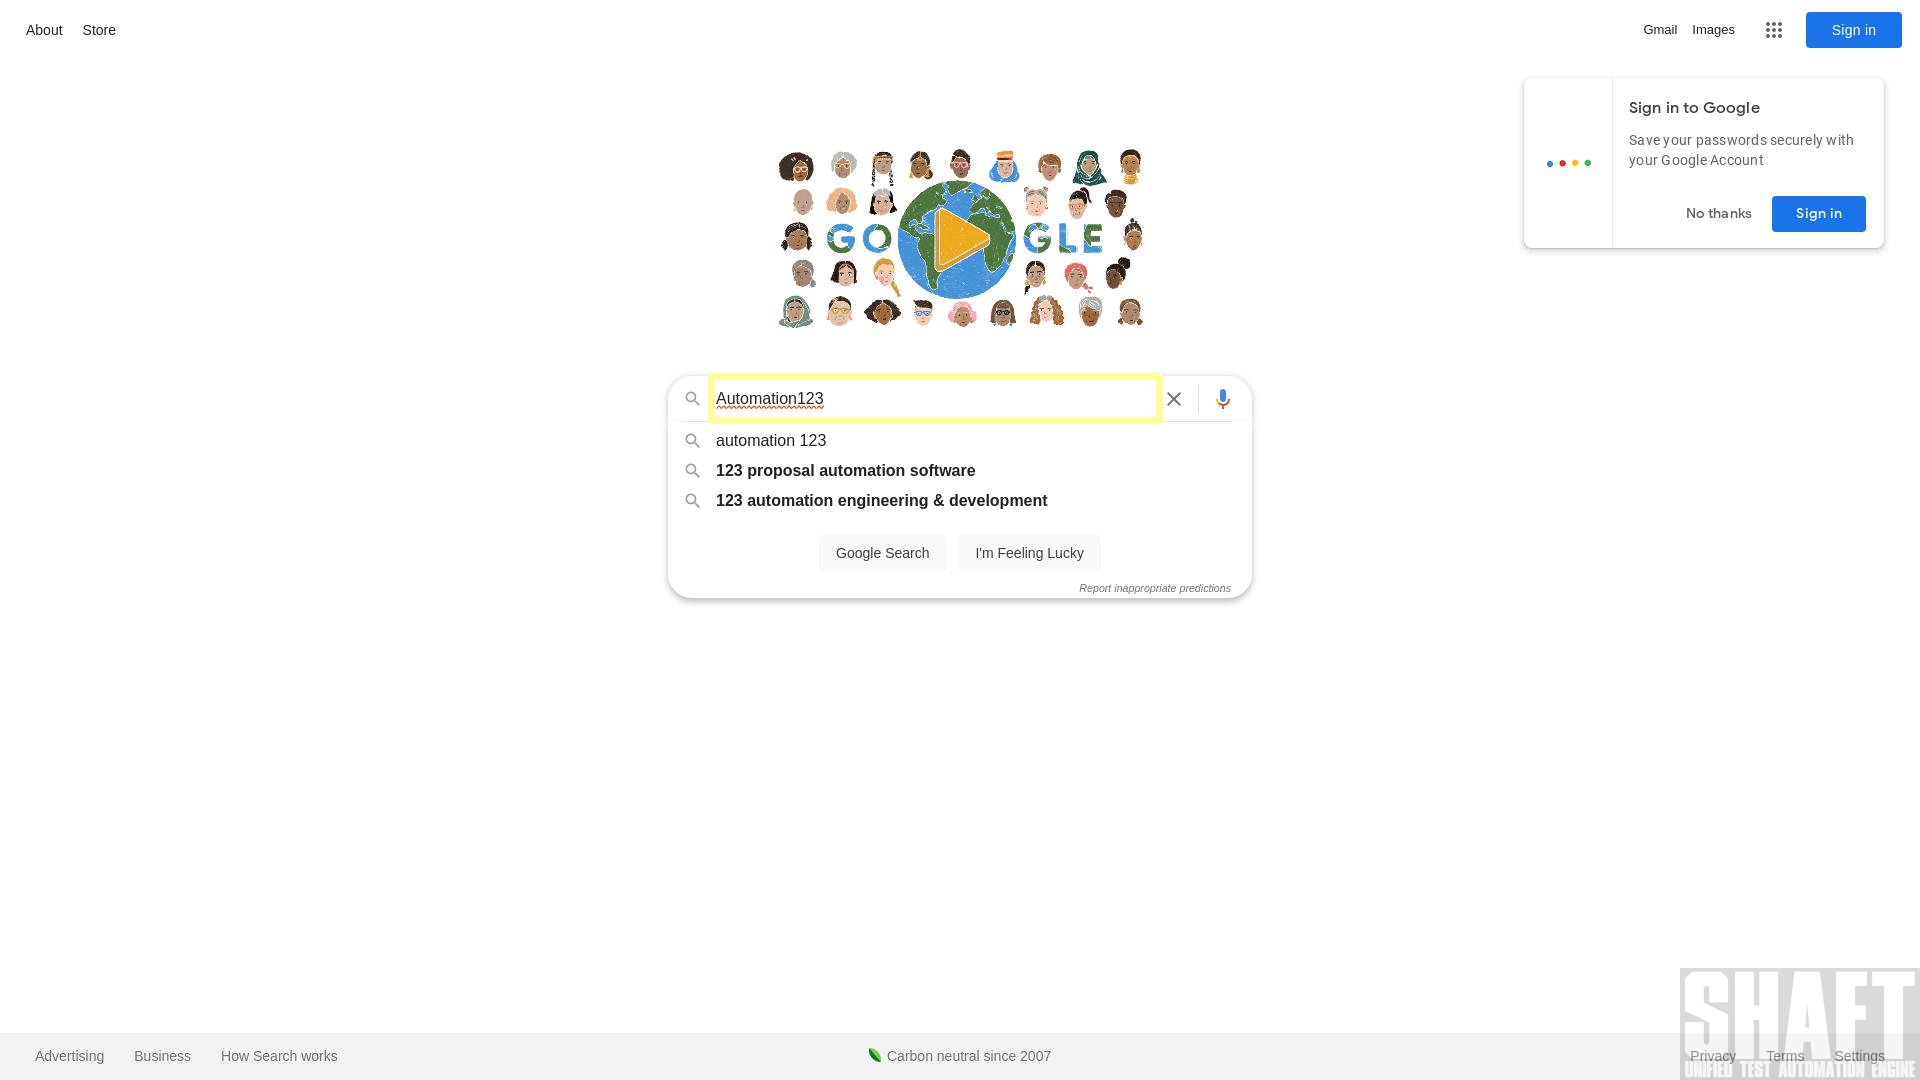 About Store
Gmail Images Sign in
Sign in to Google
Save your passwords securely with
your Google Account
No thanks Sign in
GO GLE
Automation123
automation 123
123 proposal automation software
123 automation engineering & development
Google Search I'm Feeling Lucky
Report inappropriate predictions
SHAFT
Advertising Business How Search works Carbon neutral since 2007 Privacy Terms Settings
UNIFIED TEST AUTOMATION ENGINE